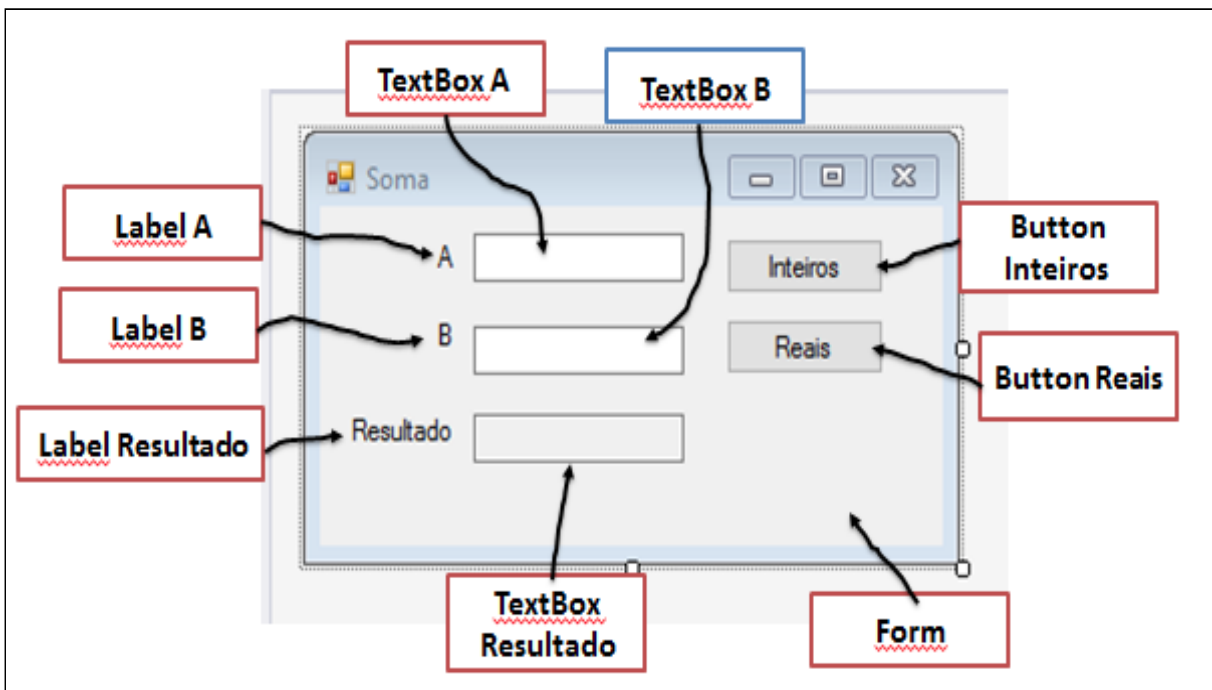 TextBox A
TextBox B
Soma
Label A
A
Inteiros
Button
Inteiros
Label B
B
Reais
Button Reais
Label Resultado
Resultado
TextBox
Resultado
Form